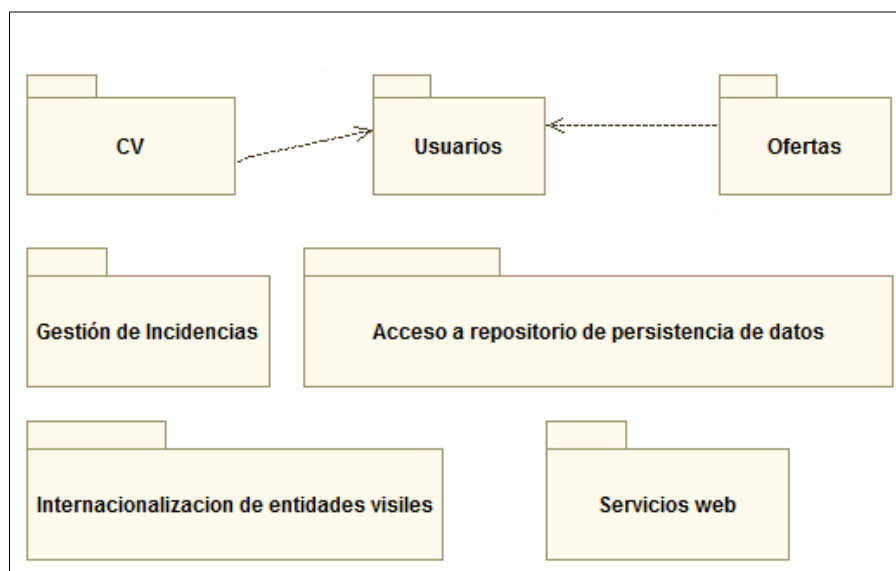 CV
Usuarios
Ofertas
Gestión de Incidencias
Acceso a repositorio de persistencia de datos
Internacionalizacion de entidades visiles
Servicios web